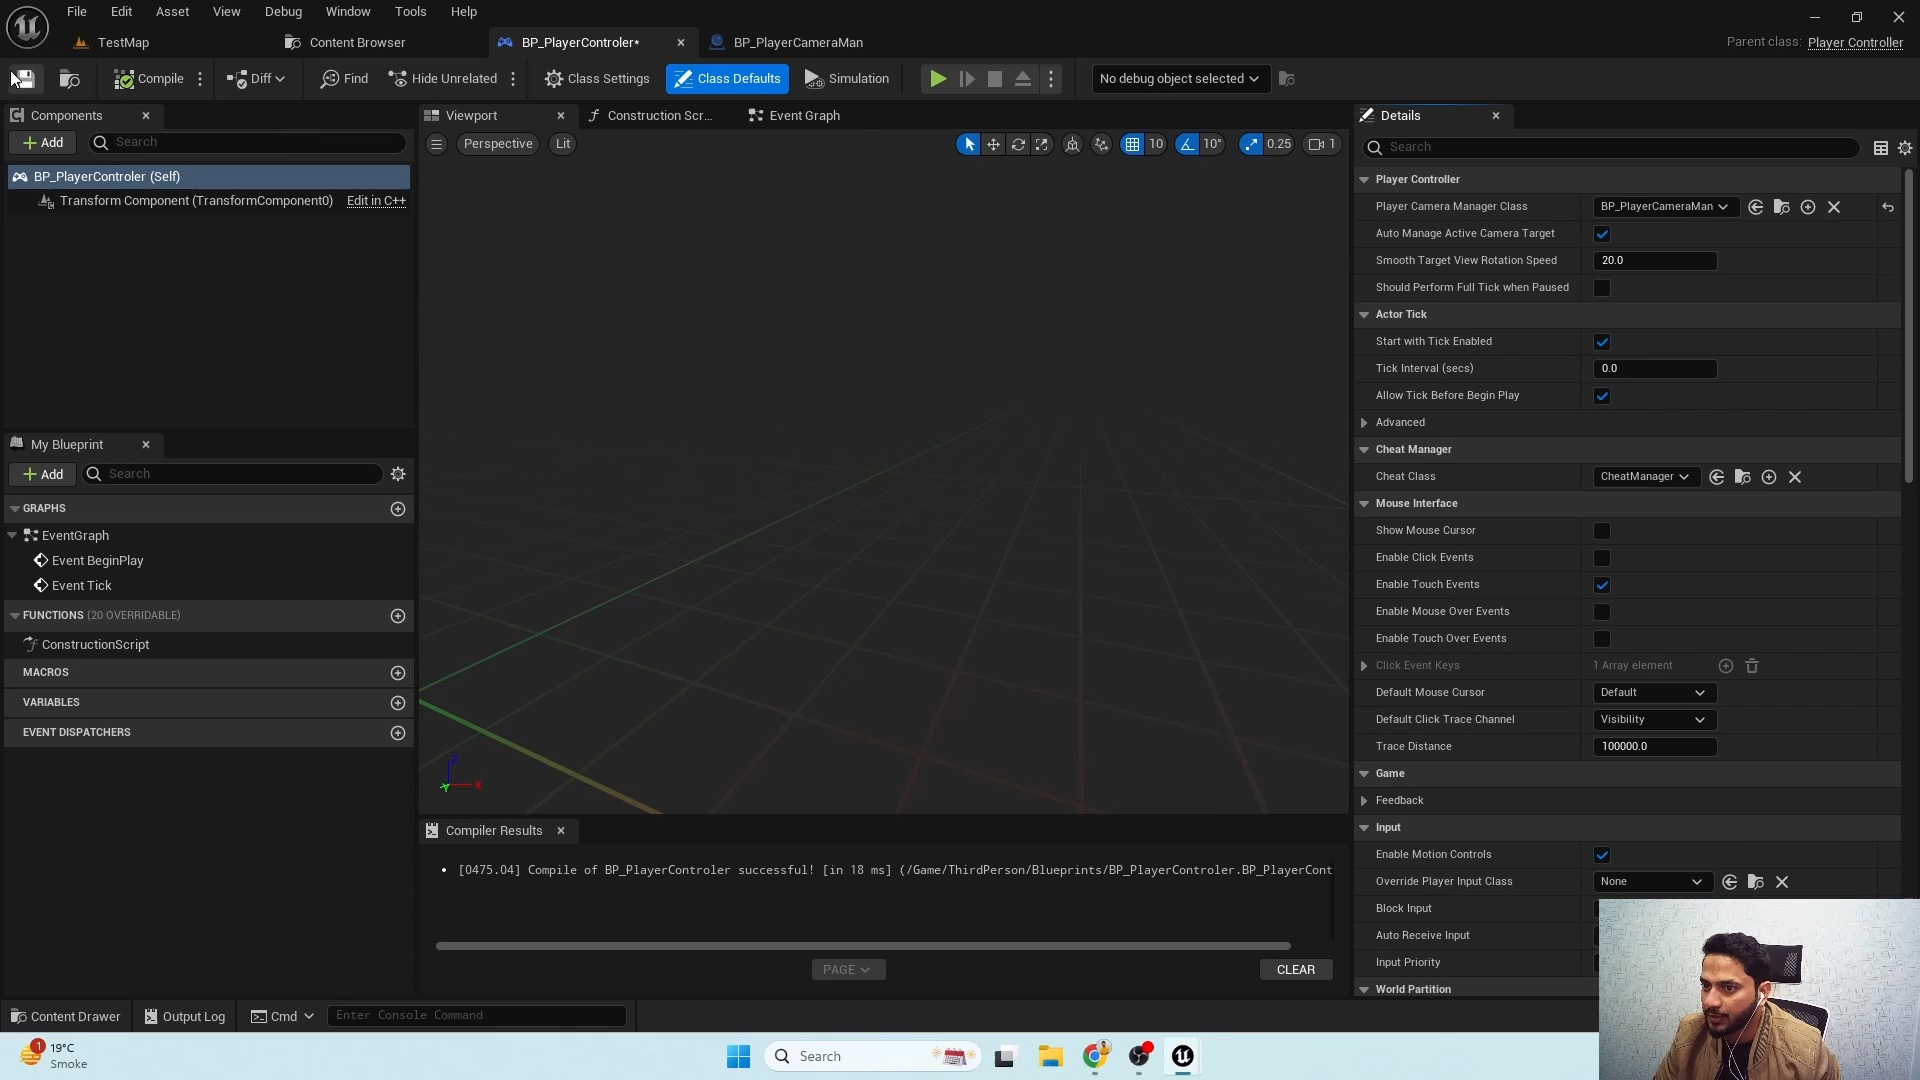 File Edit Asset View Debug Window Tools Help
TestMap
Content Browser
BP_PlayerControler*
BP_PlayerCameraMan
Parent class: Player Controller
Compile
Diff
Find
Hide Unrelated
Class Settings
Class Defaults
Simulation
No debug object selected
Components
Add
Search
BP_PlayerControler (Self)
Transform Component (TransformComponent0)
Edit in C++
My Blueprint
Add
Search
GRAPHS
EventGraph
Event BeginPlay
Event Tick
FUNCTIONS (20 OVERRIDABLE)
ConstructionScript
MACROS
VARIABLES
EVENT DISPATCHERS
Viewport
Construction Scr...
Event Graph
Perspective
Lit
10
10°
0.25
1
Z
X
Y
Compiler Results
[0475.04] Compile of BP_PlayerControler successful! [in 18 ms] (/Game/ThirdPerson/Blueprints/BP_PlayerControler.BP_PlayerCont
PAGE
CLEAR
Details
Search
Player Controller
Player Camera Manager Class
BP_PlayerCameraMan
Auto Manage Active Camera Target
Smooth Target View Rotation Speed
20.0
Should Perform Full Tick when Paused
Actor Tick
Start with Tick Enabled
Tick Interval (secs)
0.0
Allow Tick Before Begin Play
Advanced
Cheat Manager
Cheat Class
CheatManager
Mouse Interface
Show Mouse Cursor
Enable Click Events
Enable Touch Events
Enable Mouse Over Events
Enable Touch Over Events
Click Event Keys
1 Array element
Default Mouse Cursor
Default
Default Click Trace Channel
Visibility
Trace Distance
100000.0
Game
Feedback
Input
Enable Motion Controls
Override Player Input Class
None
Block Input
Auto Receive Input
Input Priority
World Partition
Content Drawer
Output Log
Cmd
Enter Console Command
1
19°C
Smoke
Search